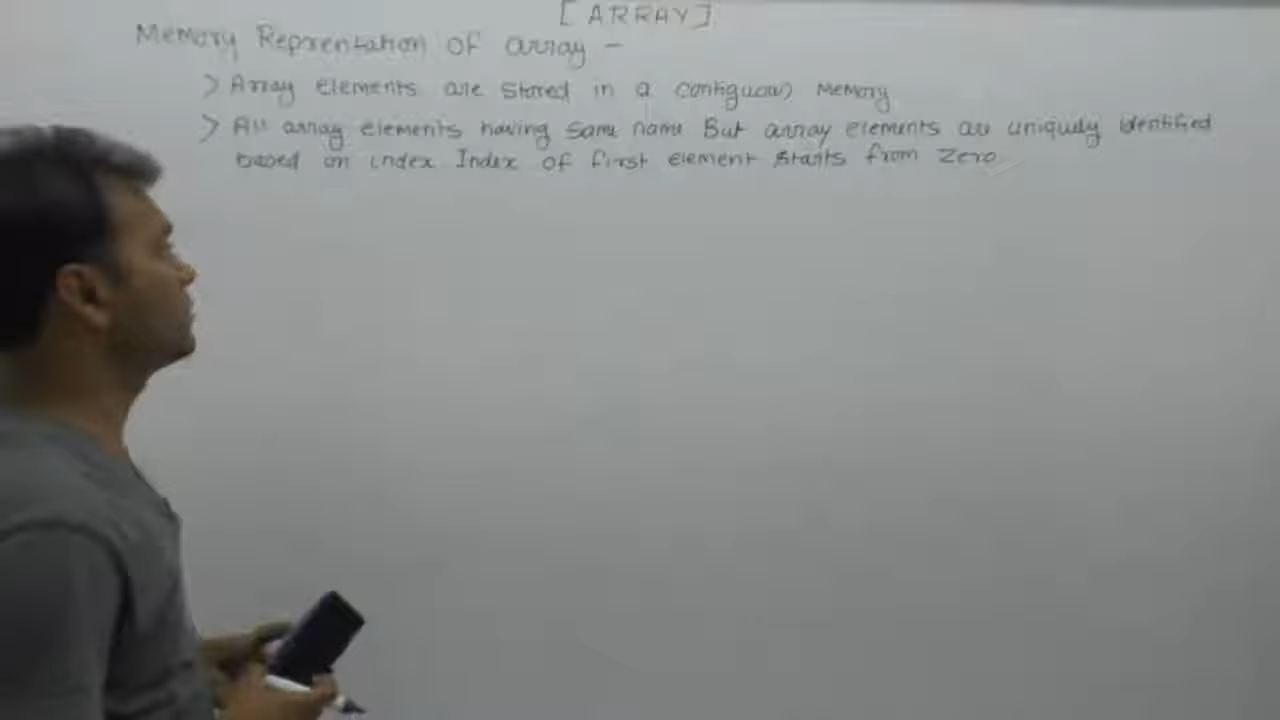 [ ARRAY ]
Memory Reprentation of array -
> Array elements are stored in a contiguous Memory
> All array elements having same name But array elements are uniquely identified
based on index Index of first element starts from zero